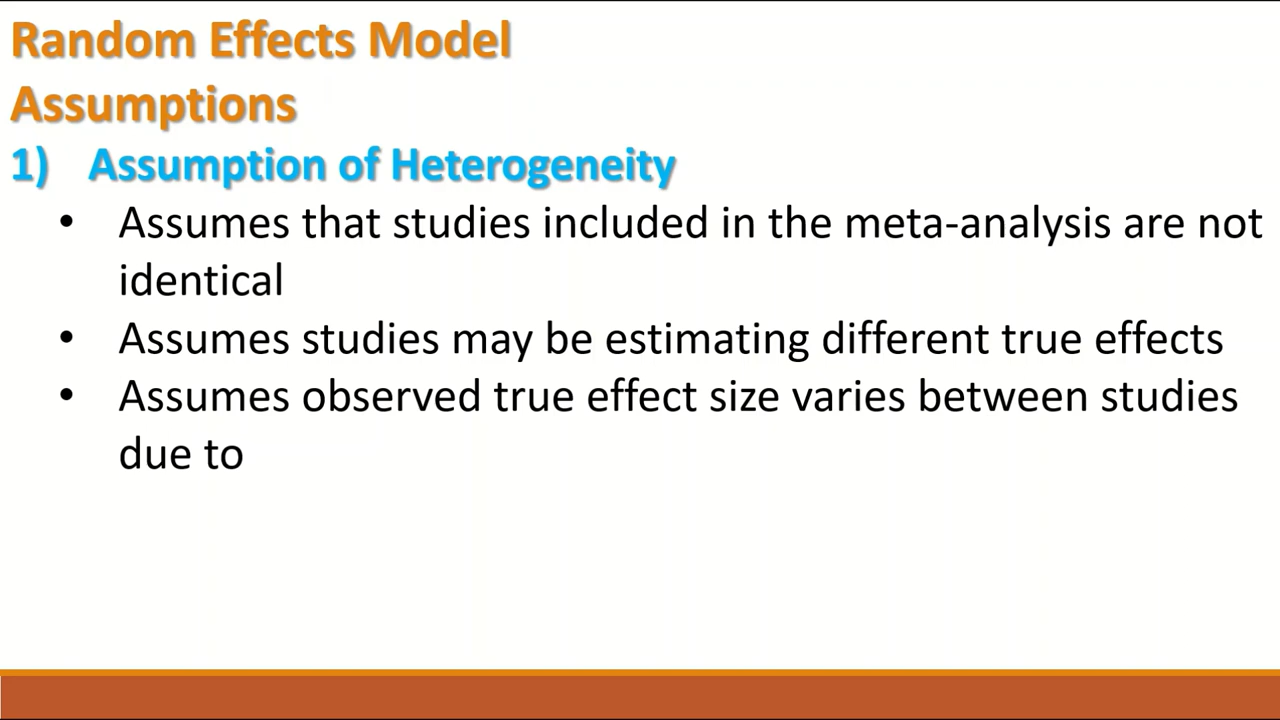 Random Effects Model
Assumptions
1) Assumption of Heterogeneity
• Assumes that studies included in the meta-analysis are not
identical
• Assumes studies may be estimating different true effects
• Assumes observed true effect size varies between studies
due to